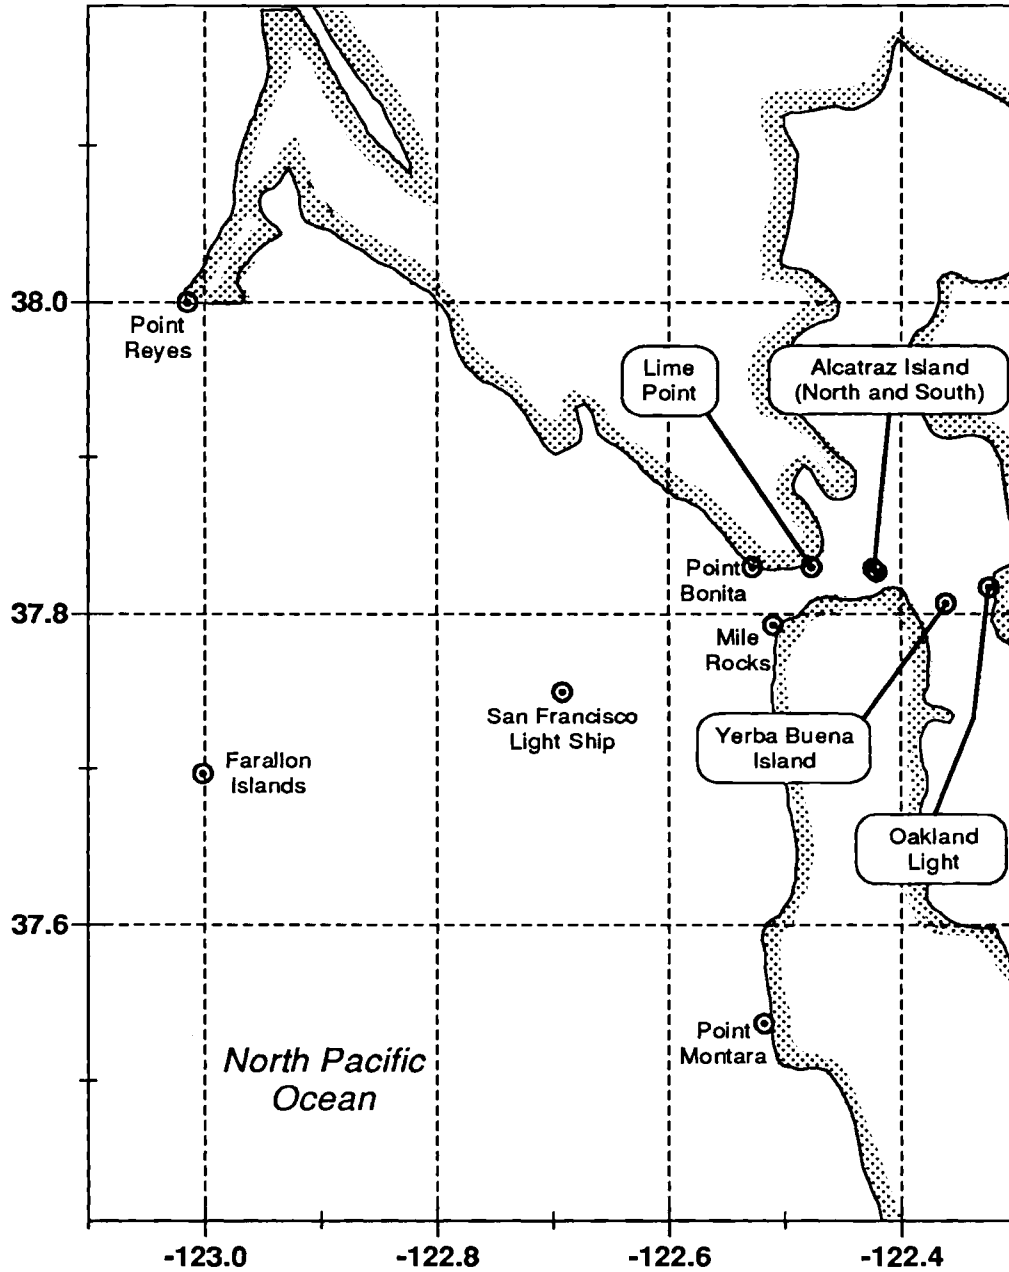 38.0
Point
Reyes
Lime
Point
Alcatraz Island
(North and South)
Point
Bonita
37.8
Mile
Rocks
San Francisco
Light Ship
Yerba Buena
Island
Farallon
Islands
Oakland
Light
37.6
Point
Montara
North Pacific
Ocean
-123.0
-122.8
-122.6
-122.4